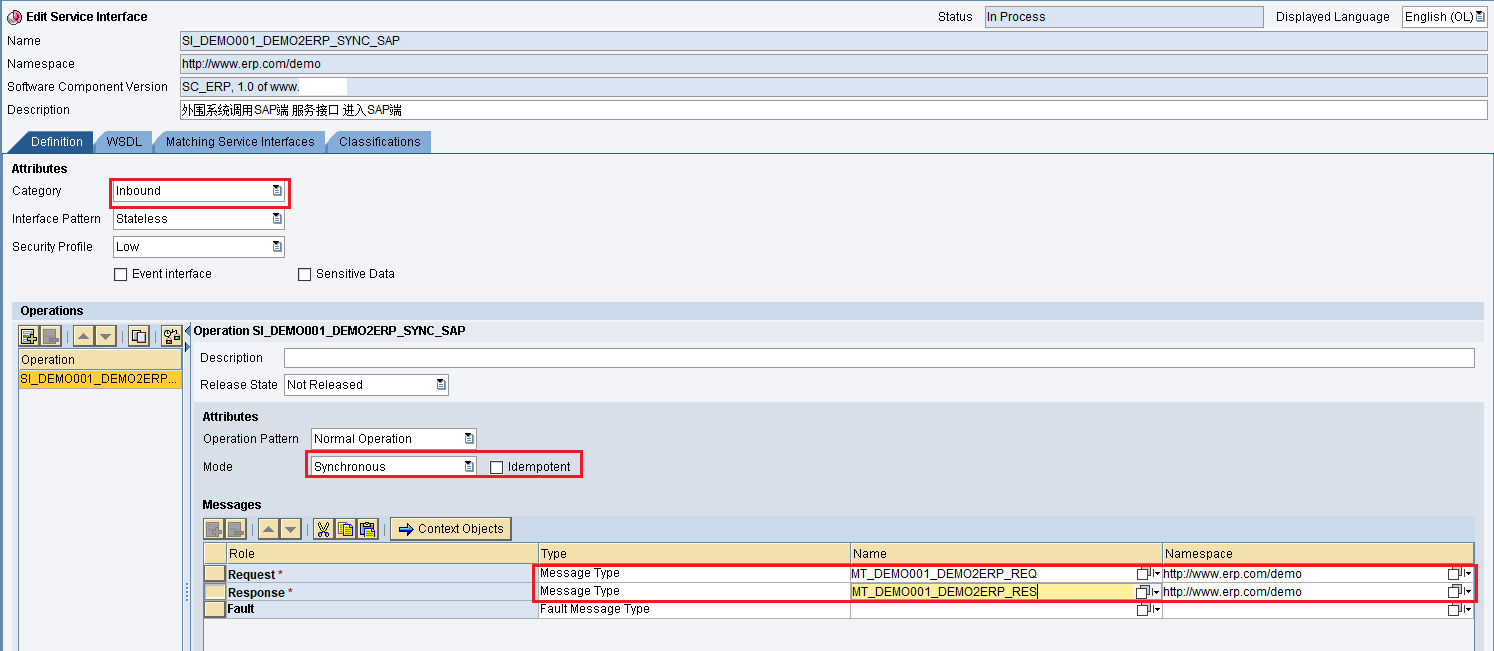 Edit Service Interface Status In Process Displayed Language English (OL)
Name SI_DEMO001_DEMO2ERP_SYNC_SAP
Namespace http://www.erp.com/demo
Software Component Version SC_ERP, 1.0 of www.
Description 外围系统调用SAP端 服务接口 进入SAP端
Definition WSDL Matching Service Interfaces Classifications
Attributes
Category Inbound
Interface Pattern Stateless
Security Profile Low
Event interface Sensitive Data
Operations
Operation SI_DEMO001_DEMO2ERP_SYNC_SAP
Operation
SI_DEMO001_DEMO2ERP...
Description
Release State Not Released
Attributes
Operation Pattern Normal Operation
Mode Synchronous Idempotent
Messages
Context Objects
Role Type Name Namespace
Request * Message Type MT_DEMO001_DEMO2ERP_REQ http://www.erp.com/demo
Response * Message Type MT_DEMO001_DEMO2ERP_RES http://www.erp.com/demo
Fault Fault Message Type